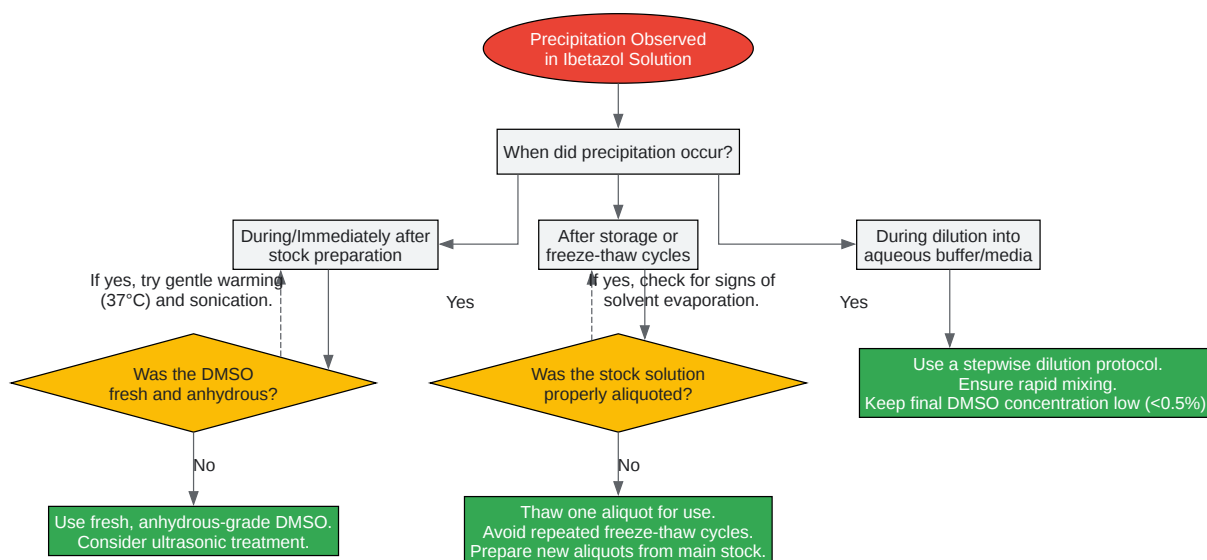 Precipitation Observed
in Ibetazol Solution
When did precipitation occur?
During/Immediately after
stock preparation
After storage or
freeze-thaw cycles
During dilution into
aqueous buffer/media
If yes, try gentle warming
(37°C) and sonication.
Yes
If yes, check for signs of
solvent evaporation.
Yes
Was the DMSO
fresh and anhydrous?
Was the stock solution
properly aliquoted?
Use a stepwise dilution protocol.
Ensure rapid mixing.
Keep final DMSO concentration low (<0.5%)
No
No
Use fresh, anhydrous-grade DMSO.
Consider ultrasonic treatment.
Thaw one aliquot for use.
Avoid repeated freeze-thaw cycles.
Prepare new aliquots from main stock.